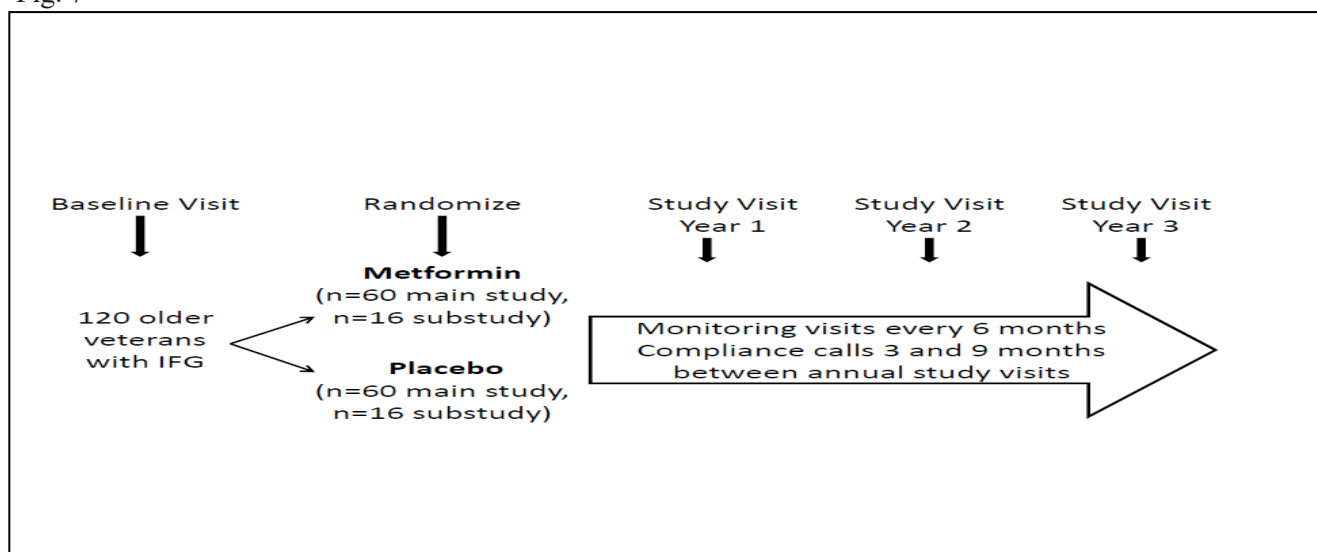 Baseline Visit
Randomize
Study Visit
Year 1
Study Visit
Year 2
Study Visit
Year 3
120 older
veterans
with IFG
Metformin
(n=60 main study,
n=16 substudy)
Placebo
(n=60 main study,
n=16 substudy)
Monitoring visits every 6 months
Compliance calls 3 and 9 months
between annual study visits